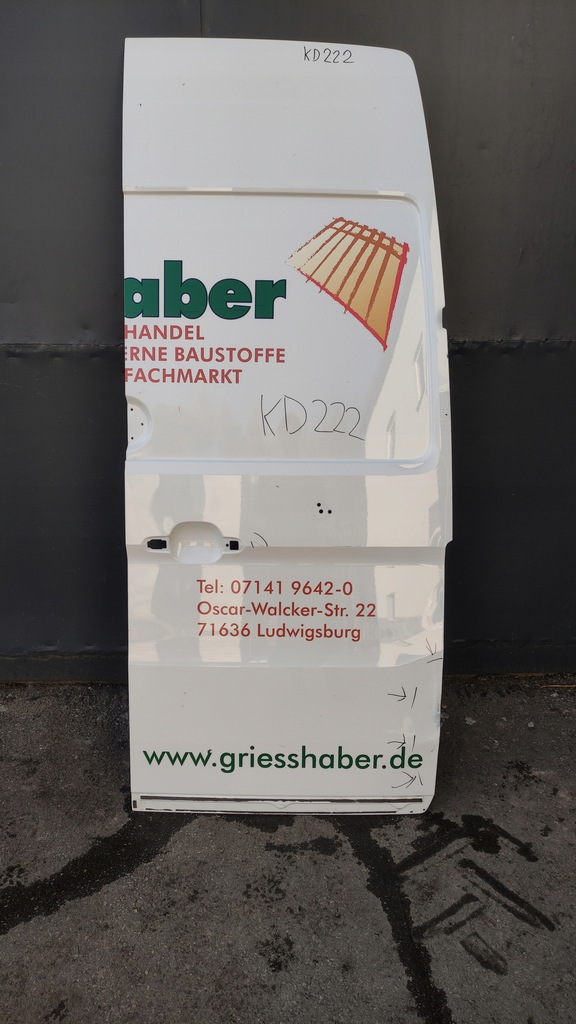 KD222
aber
HANDEL
ERNE BAUSTOFFE
FACHMARKT
KD222
Tel: 07141 9642-0
Oscar-Walcker-Str. 22
71636 Ludwigsburg
www.griesshaber.de